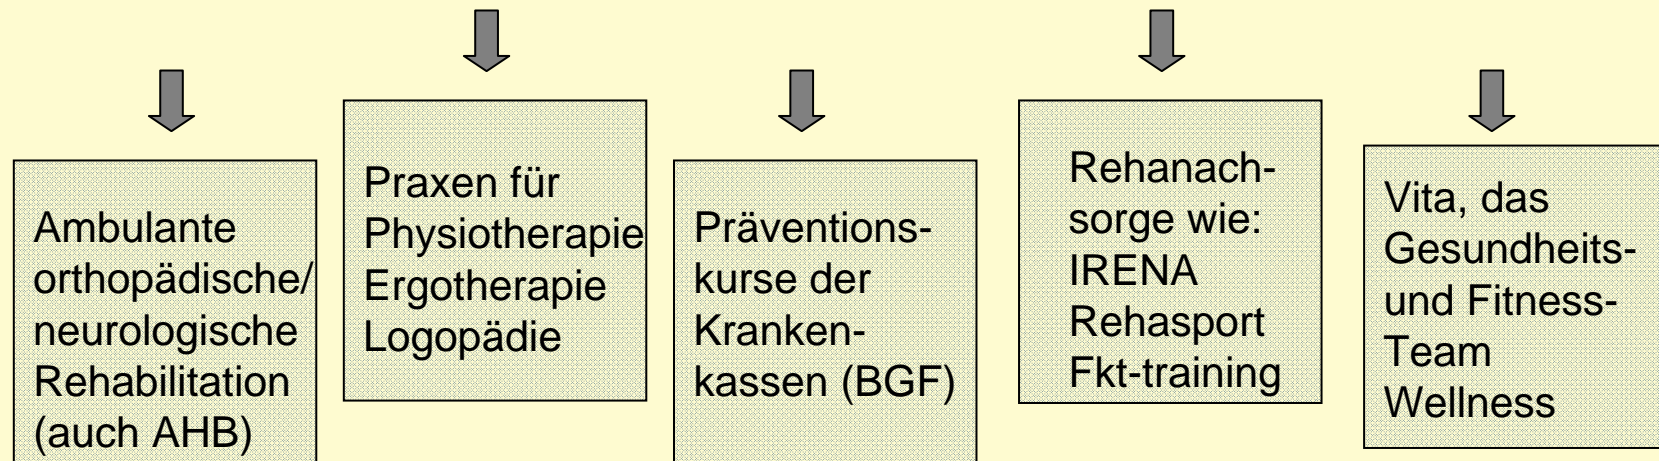 Ambulante
orthopädische/
neurologische
Rehabilitation
(auch AHB)
Praxen für
Physiotherapie
Ergotherapie
Logopädie
Präventions-
kurse der
Kranken-
kassen (BGF)
Rehanach-
sorge wie:
IRENA
Rehasport
Fkt-training
Vita, das
Gesundheits-
und Fitness-
Team
Wellness